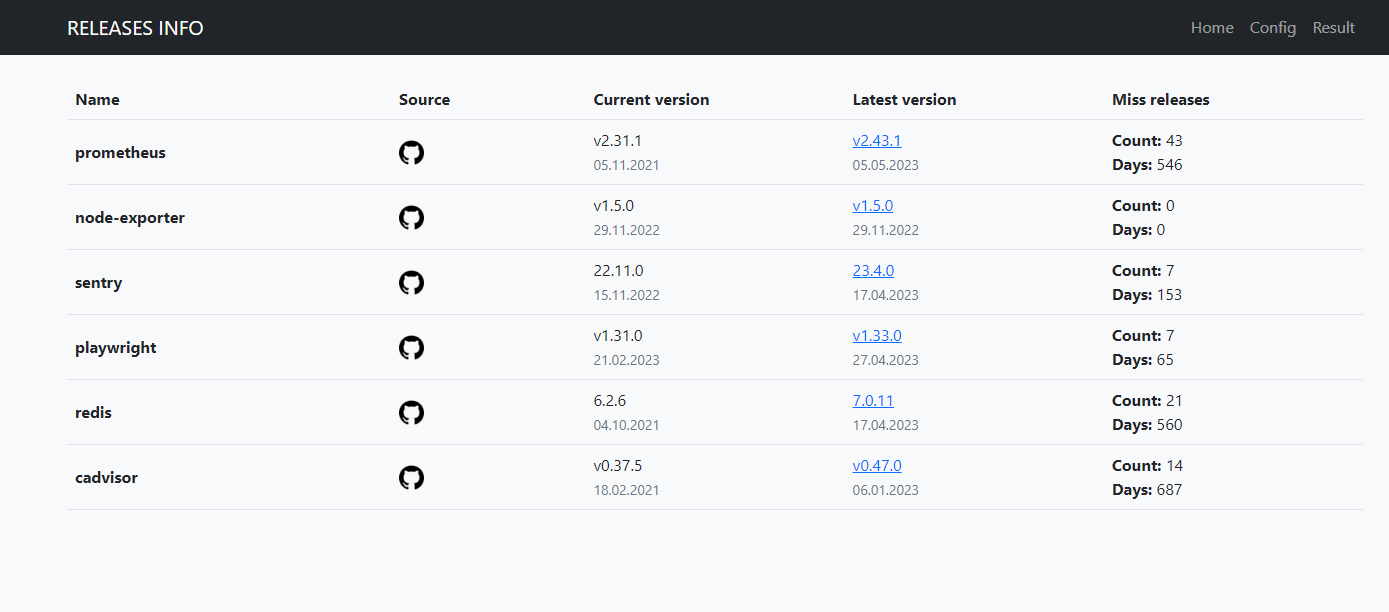 RELEASES INFO Home Config Result
Name Source Current version Latest version Miss releases
prometheus v2.31.1 v2.43.1 Count: 43
05.11.2021 05.05.2023 Days: 546
node-exporter v1.5.0 v1.5.0 Count: 0
29.11.2022 29.11.2022 Days: 0
sentry 22.11.0 23.4.0 Count: 7
15.11.2022 17.04.2023 Days: 153
playwright v1.31.0 v1.33.0 Count: 7
21.02.2023 27.04.2023 Days: 65
redis 6.2.6 7.0.11 Count: 21
04.10.2021 17.04.2023 Days: 560
cadvisor v0.37.5 v0.47.0 Count: 14
18.02.2021 06.01.2023 Days: 687